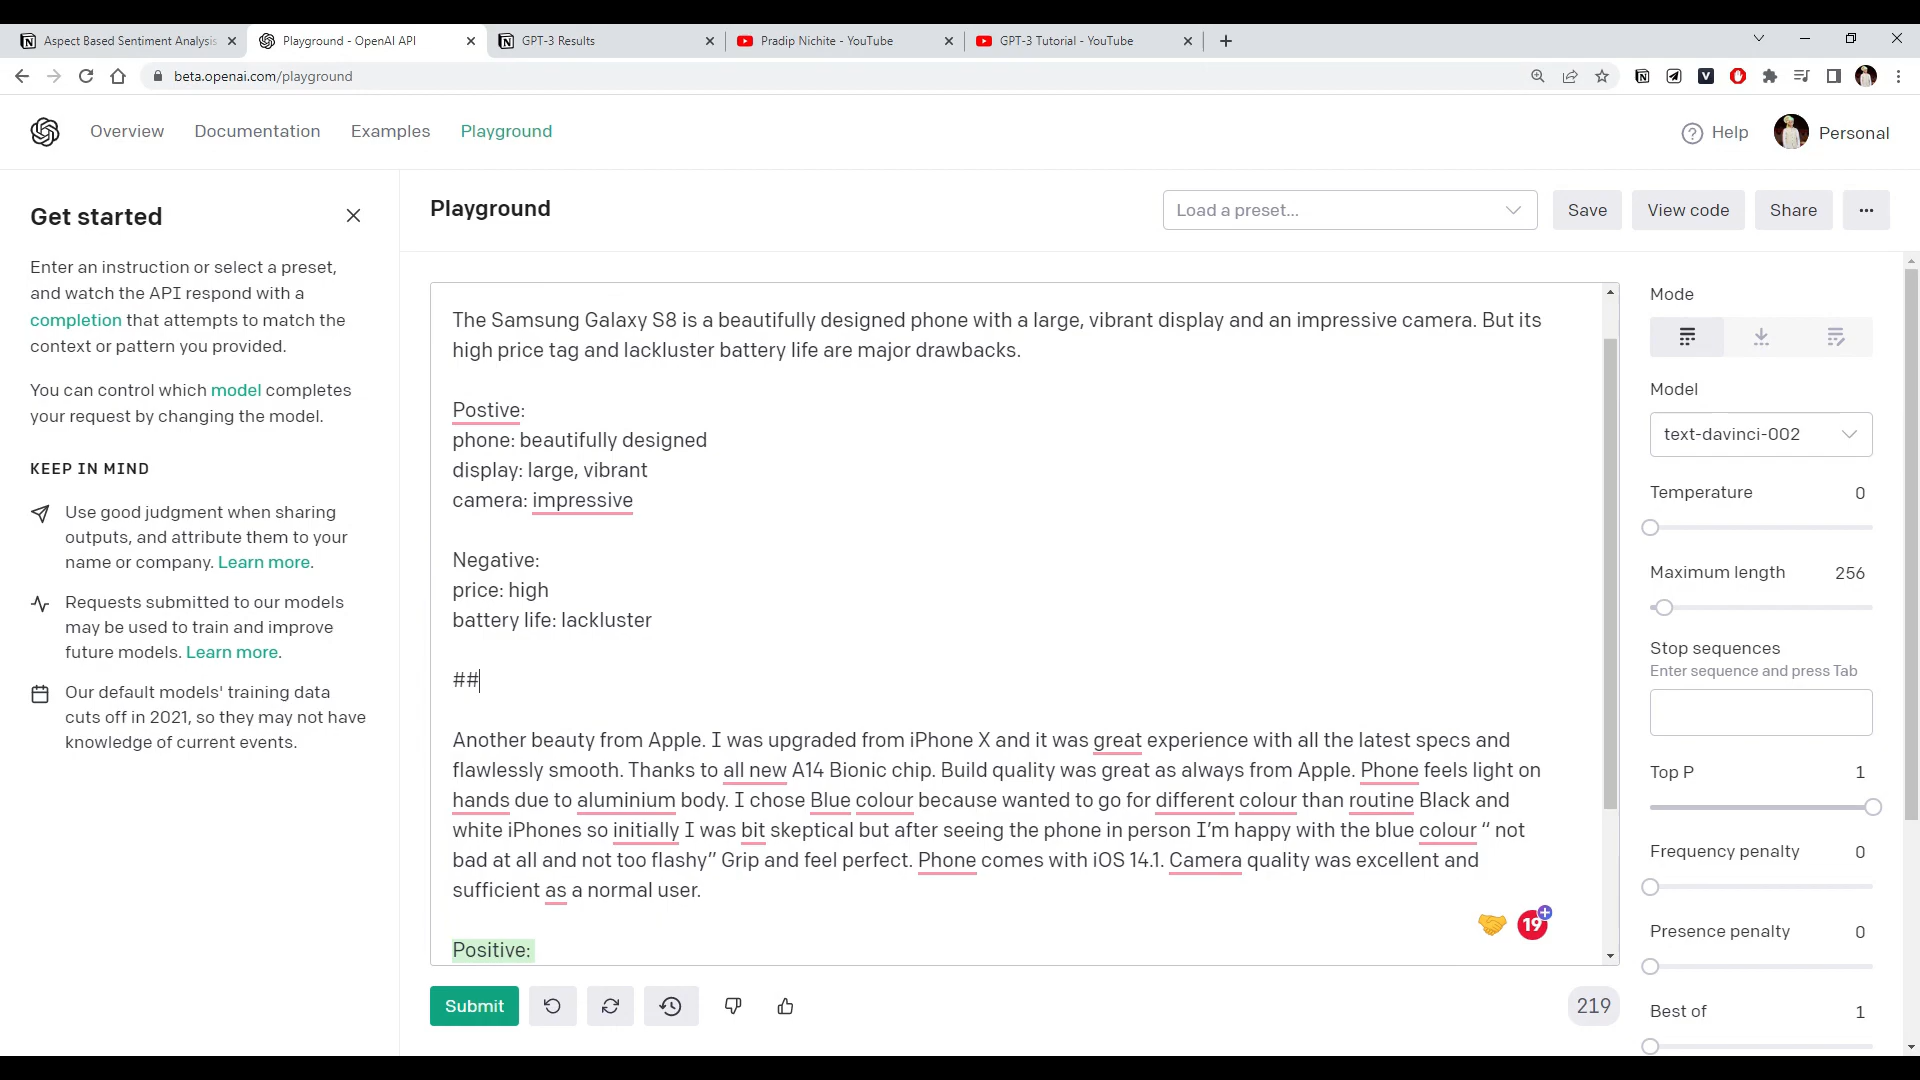 Aspect Based Sentiment Analysis
Playground - OpenAI API
GPT-3 Results
Pradip Nichite - YouTube
GPT-3 Tutorial - YouTube
beta.openai.com/playground
Overview
Documentation
Examples
Playground
Help
Personal
Get started
Enter an instruction or select a preset,
and watch the API respond with a
completion that attempts to match the
context or pattern you provided.
You can control which model completes
your request by changing the model.
KEEP IN MIND
Use good judgment when sharing
outputs, and attribute them to your
name or company. Learn more.
Requests submitted to our models
may be used to train and improve
future models. Learn more.
Our default models' training data
cuts off in 2021, so they may not have
knowledge of current events.
Playground
Load a preset...
Save
View code
Share
The Samsung Galaxy S8 is a beautifully designed phone with a large, vibrant display and an impressive camera. But its
high price tag and lackluster battery life are major drawbacks.
Postive:
phone: beautifully designed
display: large, vibrant
camera: impressive
Negative:
price: high
battery life: lackluster
##
Another beauty from Apple. I was upgraded from iPhone X and it was great experience with all the latest specs and
flawlessly smooth. Thanks to all new A14 Bionic chip. Build quality was great as always from Apple. Phone feels light on
hands due to aluminium body. I chose Blue colour because wanted to go for different colour than routine Black and
white iPhones so initially I was bit skeptical but after seeing the phone in person I’m happy with the blue colour “ not
bad at all and not too flashy” Grip and feel perfect. Phone comes with iOS 14.1. Camera quality was excellent and
sufficient as a normal user.
19
Positive:
Submit
219
Mode
Model
text-davinci-002
Temperature 0
Maximum length 256
Stop sequences
Enter sequence and press Tab
Top P 1
Frequency penalty 0
Presence penalty 0
Best of 1